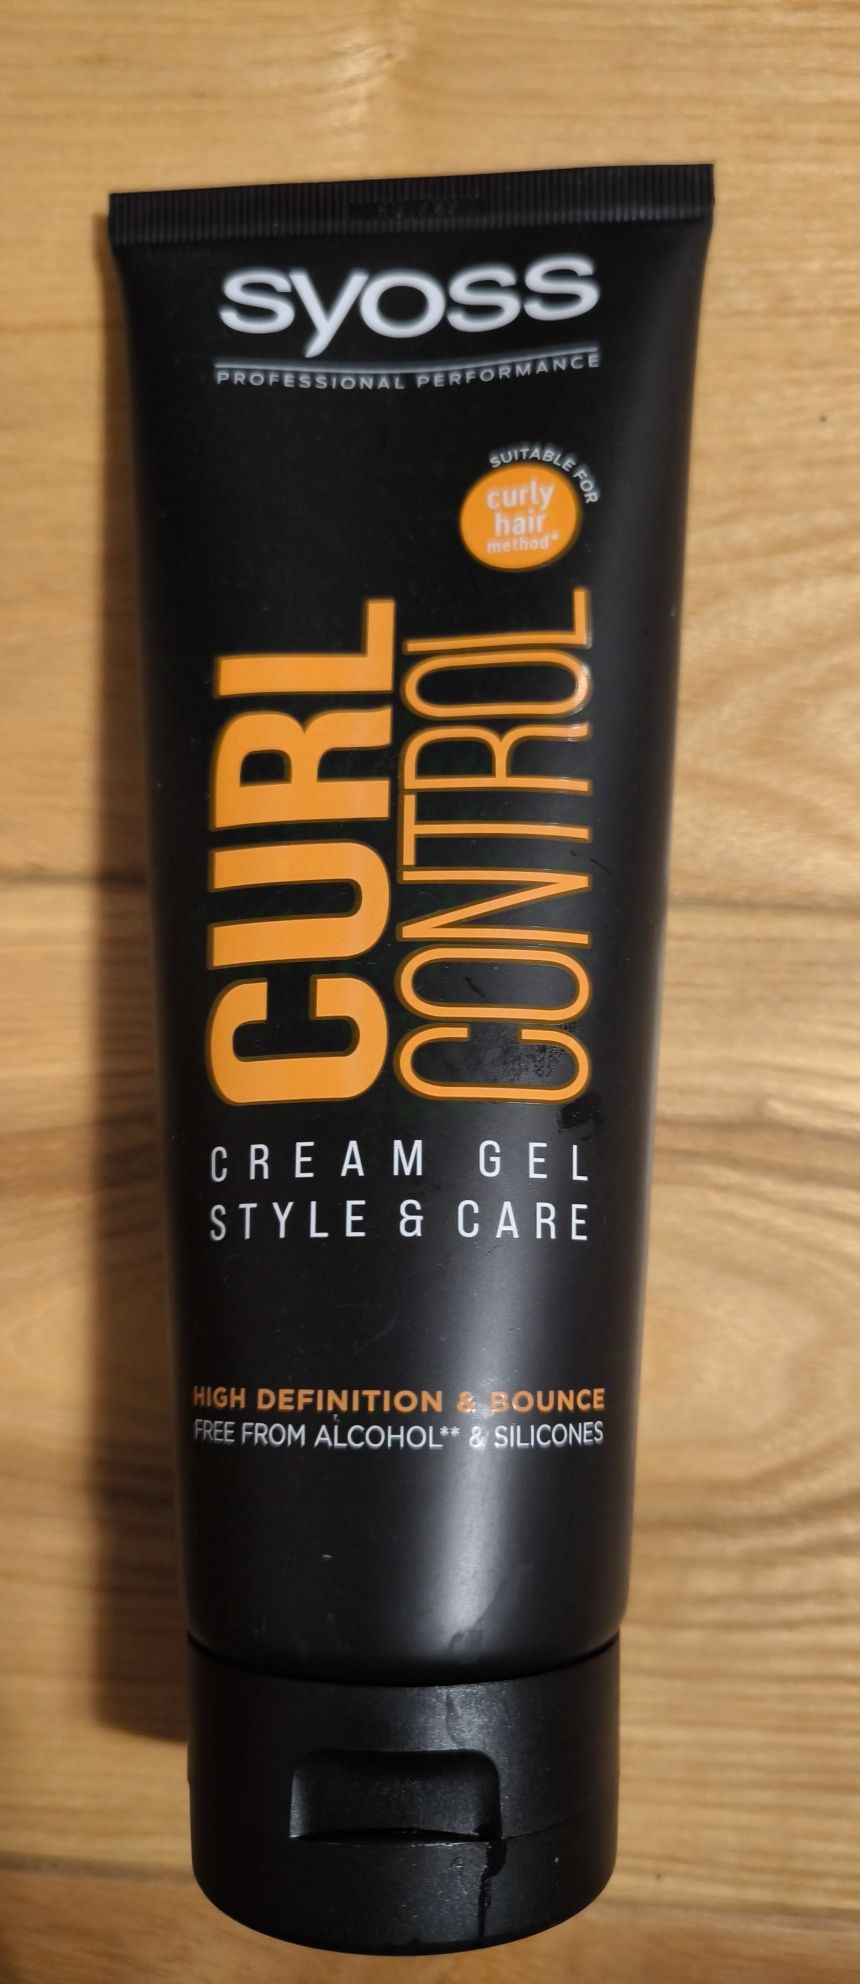 syoss
PROFESSIONAL PERFORMANCE
SUITABLE FOR
curly
hair
method*
CURL
CONTROL
CREAM GEL
STYLE & CARE
HIGH DEFINITION & BOUNCE
FREE FROM ALCOHOL** & SILICONES